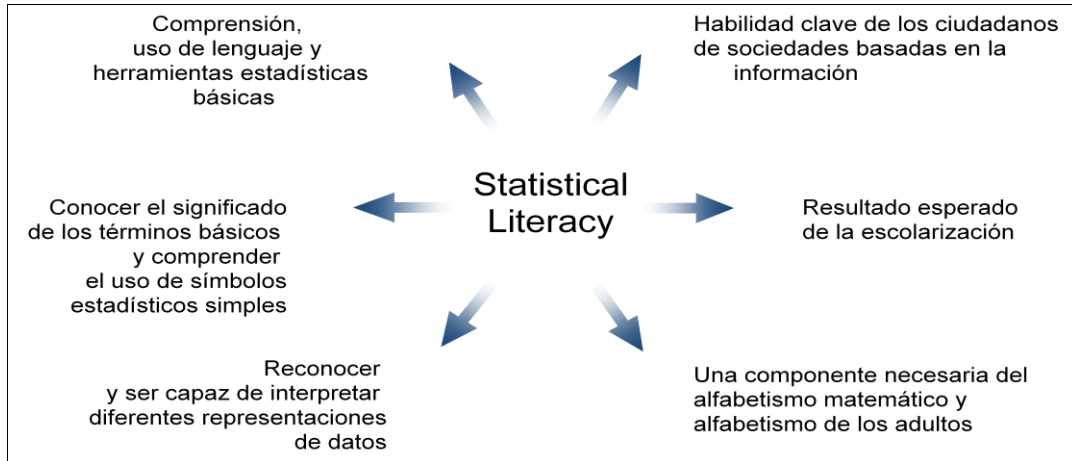 Comprensión,
uso de lenguaje y
herramientas estadísticas
básicas
Habilidad clave de los ciudadanos
de sociedades basadas en la
información
Statistical
Literacy
Conocer el significado
de los términos básicos
y comprender
el uso de símbolos
estadísticos simples
Resultado esperado
de la escolarización
Reconocer
y ser capaz de interpretar
diferentes representaciones
de datos
Una componente necesaria del
alfabetismo matemático y
alfabetismo de los adultos